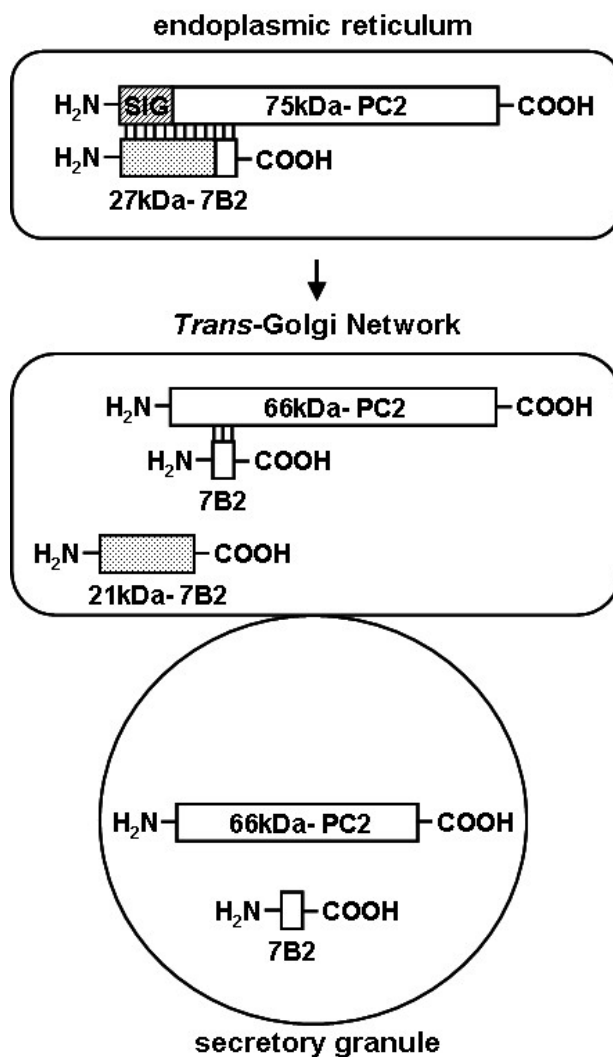 endoplasmic reticulum
H2N SIG 75kDa- PC2 COOH
H2N COOH
27kDa- 7B2
Trans-Golgi Network
H2N 66kDa- PC2 COOH
H2N COOH
7B2
H2N COOH
21kDa- 7B2
H2N 66kDa- PC2 COOH
H2N COOH
7B2
secretory granule